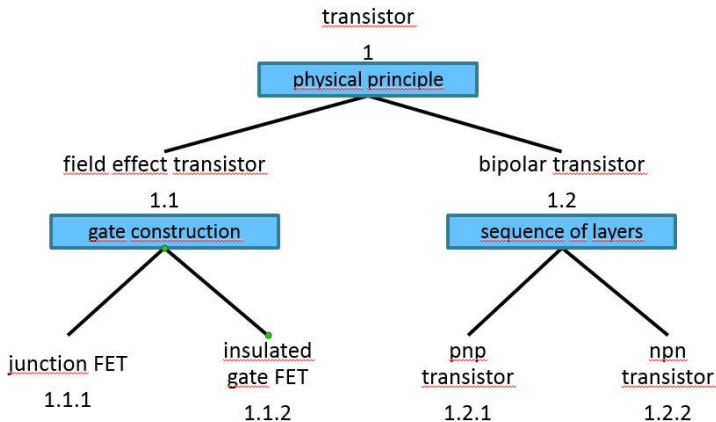 transistor
1
physical principle
field effect transistor
bipolar transistor
1.1
1.2
gate construction
sequence of layers
junction FET
insulated
gate FET
pnp
transistor
npn
transistor
1.1.1
1.1.2
1.2.1
1.2.2